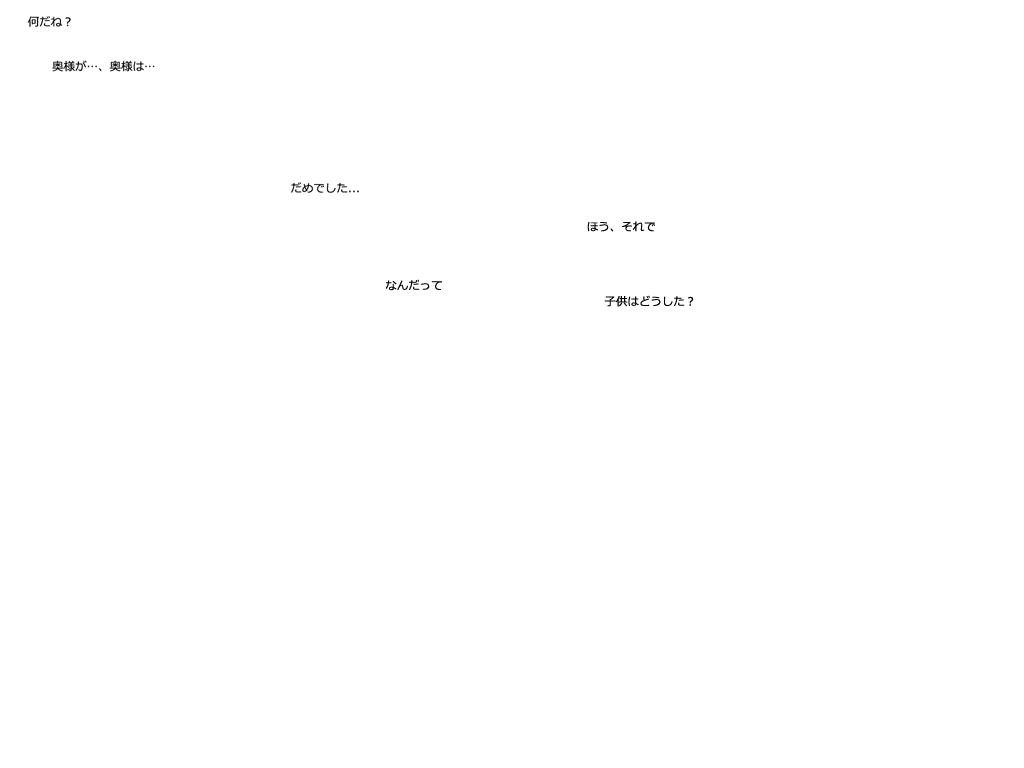 何だね？
奥様が…、奥様は…
だめでした…
ほう、それで
なんだって
子供はどうした？